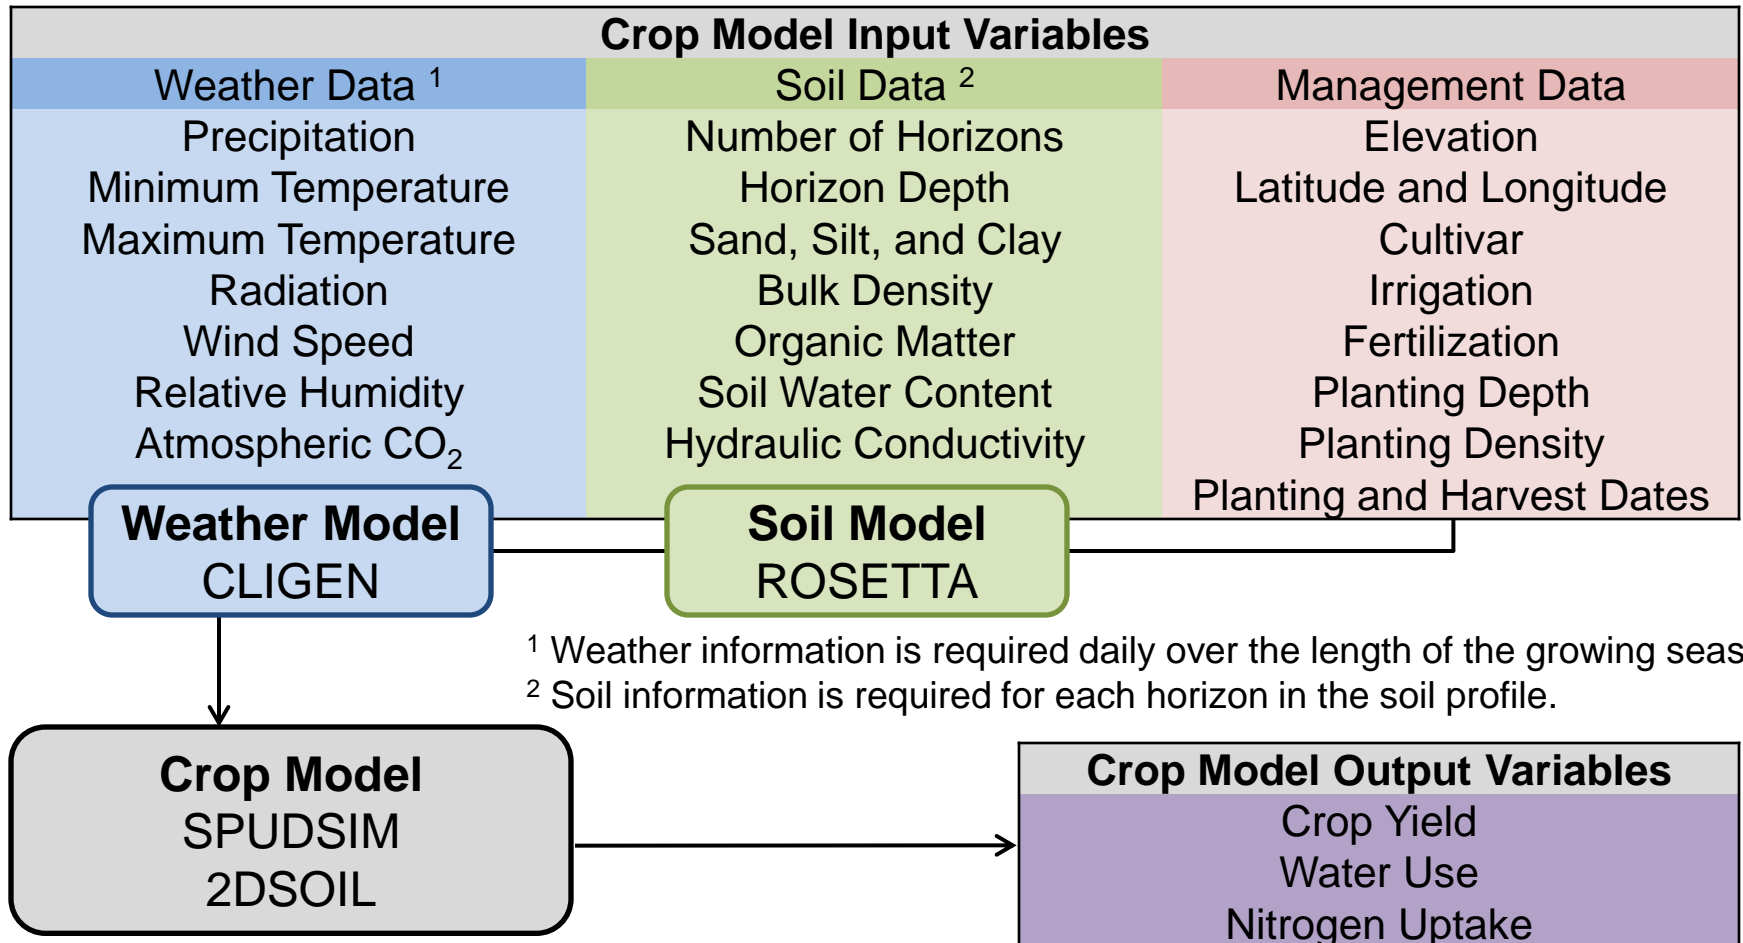 Crop Model Input Variables
Weather Data ¹
Precipitation
Minimum Temperature
Maximum Temperature
Radiation
Wind Speed
Relative Humidity
Atmospheric CO₂
Soil Data ²
Number of Horizons
Horizon Depth
Sand, Silt, and Clay
Bulk Density
Organic Matter
Soil Water Content
Hydraulic Conductivity
Management Data
Elevation
Latitude and Longitude
Cultivar
Irrigation
Fertilization
Planting Depth
Planting Density
Planting and Harvest Dates
Weather Model
CLIGEN
Soil Model
ROSETTA
¹ Weather information is required daily over the length of the growing seas
² Soil information is required for each horizon in the soil profile.
Crop Model
SPUDSIM
2DSOIL
Crop Model Output Variables
Crop Yield
Water Use
Nitrogen Uptake